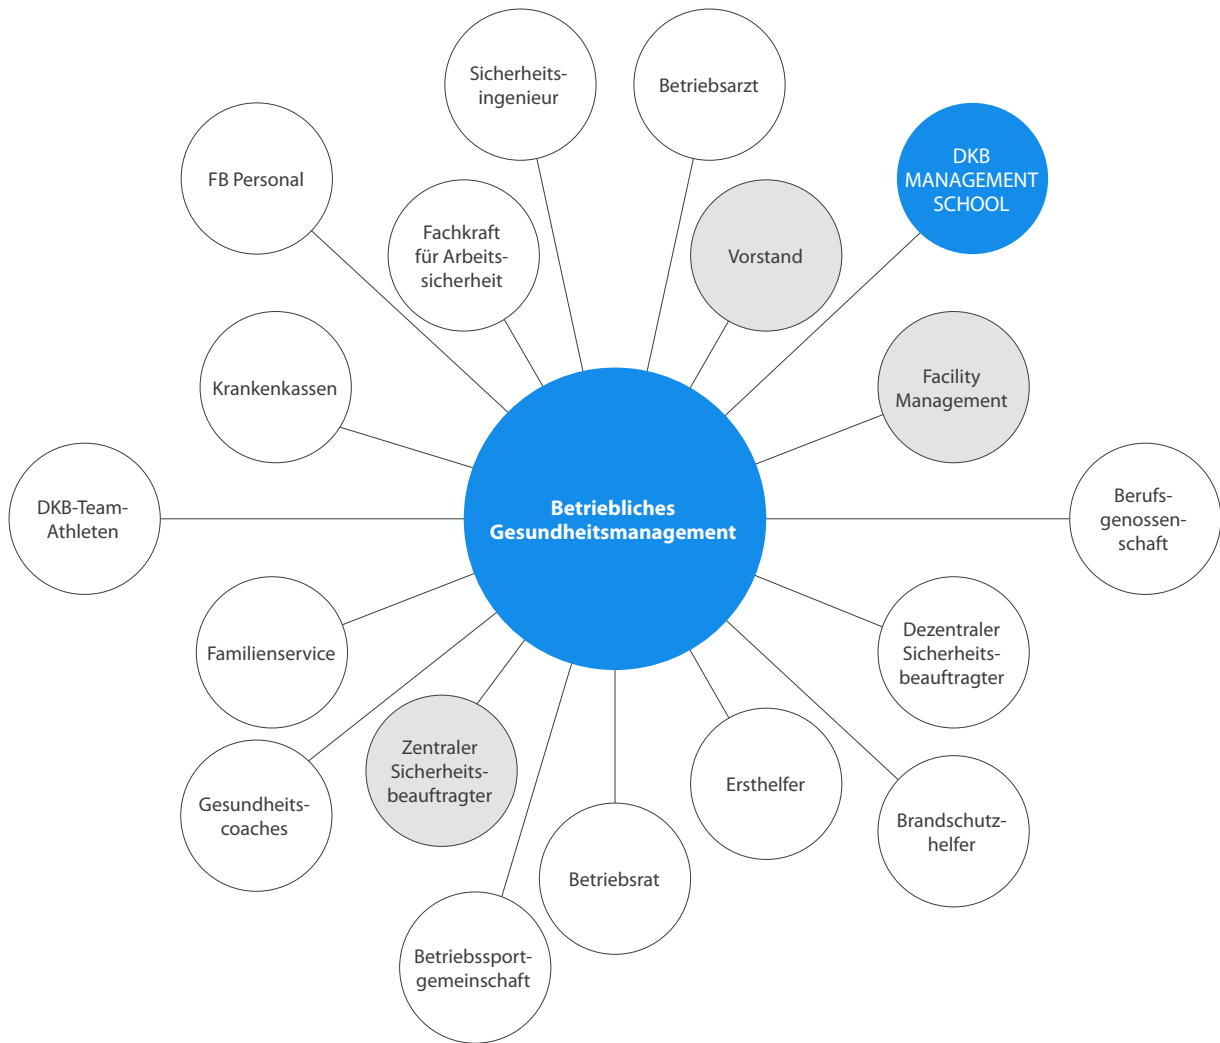 Sicherheits-
ingenieur
Betriebsarzt
FB Personal
DKB
MANAGEMENT
SCHOOL
Fachkraft
für Arbeits-
sicherheit
Vorstand
Krankenkassen
Facility
Management
DKB-Team-
Athleten
Betriebliches
Gesundheitsmanagement
Berufs-
genossen-
schaft
Familienservice
Dezentraler
Sicherheits-
beauftragter
Zentraler
Sicherheits-
beauftragter
Ersthelfer
Gesundheits-
coaches
Brandschutz-
helfer
Betriebsrat
Betriebssport-
gemeinschaft